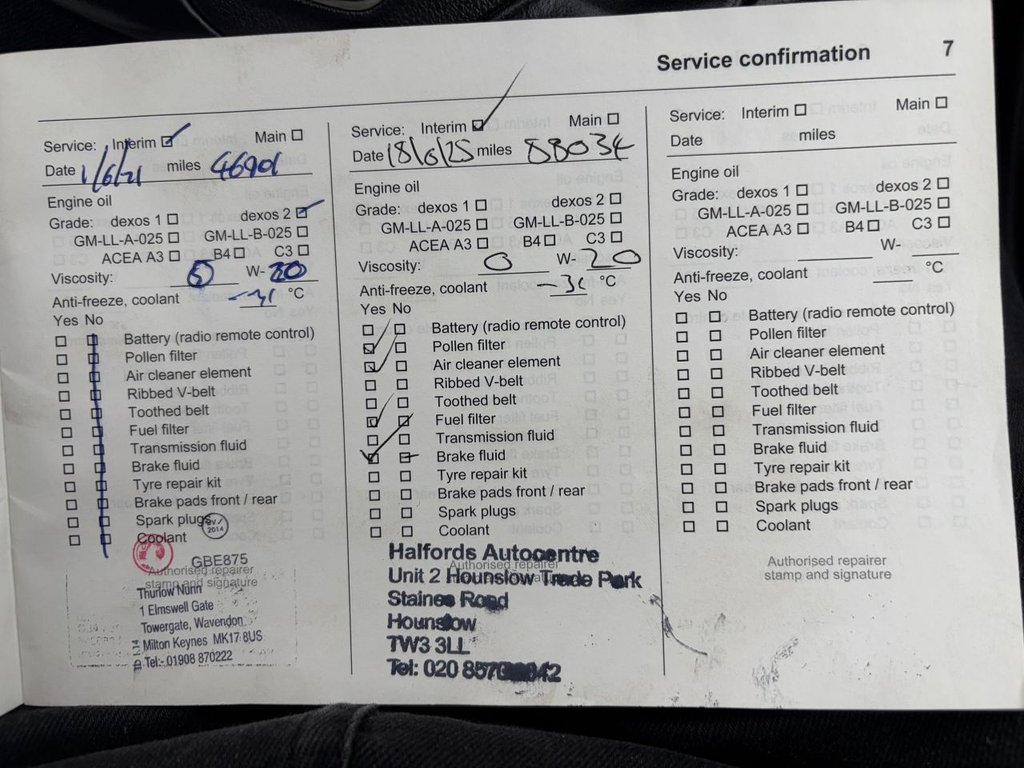 Service confirmation 7
Service: Interim Main
Date 1/6/21 miles 46901
Engine oil
Grade: dexos 1 dexos 2
GM-LL-A-025 GM-LL-B-025
ACEA A3 B4 C3
Viscosity: W-
Anti-freeze, coolant °C
Yes No
Battery (radio remote control)
Pollen filter
Air cleaner element
Ribbed V-belt
Toothed belt
Fuel filter
Transmission fluid
Brake fluid
Tyre repair kit
Brake pads front / rear
Spark plugs
Coolant
2014
GBE875
Authorised repairer
stamp and signature
Thurlow Nunn
1 Elmswell Gate
Towergate, Wavendon
Milton Keynes MK17 8US
Tel:- 01908 870222
Service: Interim Main
Date 18/6/25 miles 88034
Engine oil
Grade: dexos 1 dexos 2
GM-LL-A-025 GM-LL-B-025
ACEA A3 B4 C3
Viscosity: 0 W- 20
Anti-freeze, coolant °C
Yes No
Battery (radio remote control)
Pollen filter
Air cleaner element
Ribbed V-belt
Toothed belt
Fuel filter
Transmission fluid
Brake fluid
Tyre repair kit
Brake pads front / rear
Spark plugs
Coolant
Halfords Autocentre
Authorised repairer
Unit 2 Hounslow Trade Park
Staines Road
Hounslow
TW3 3LL
Tel: 020
Service: Interim Main
Date miles
Engine oil
Grade: dexos 1 dexos 2
GM-LL-A-025 GM-LL-B-025
ACEA A3 B4 C3
Viscosity: W-
Anti-freeze, coolant °C
Yes No
Battery (radio remote control)
Pollen filter
Air cleaner element
Ribbed V-belt
Toothed belt
Fuel filter
Transmission fluid
Brake fluid
Tyre repair kit
Brake pads front / rear
Spark plugs
Coolant
Authorised repairer
stamp and signature